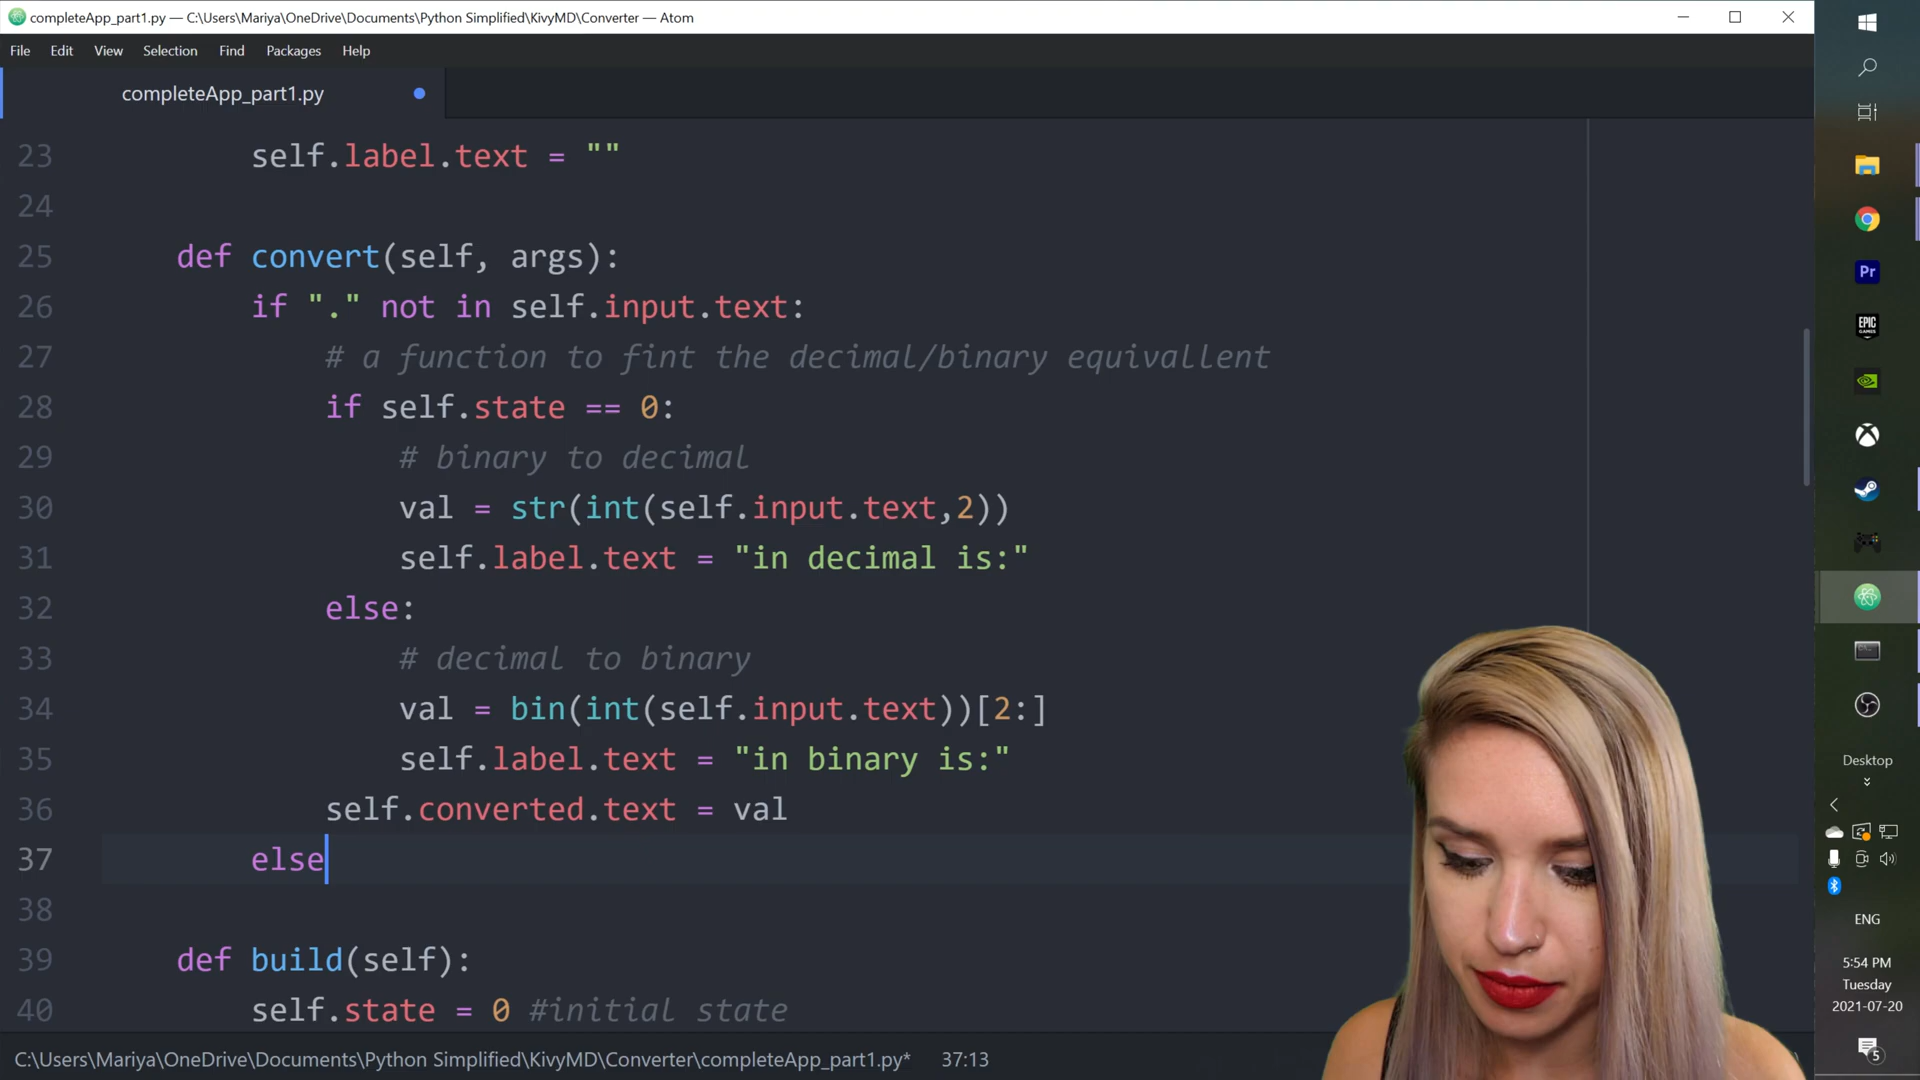 completeApp_part1.py — C:\Users\Mariya\OneDrive\Documents\Python Simplified\KivyMD\Converter — Atom
File Edit View Selection Find Packages Help
completeApp_part1.py
23 self.label.text = ""
24
25 def convert(self, args):
26 if "." not in self.input.text:
27 # a function to fint the decimal/binary equivallent
28 if self.state == 0:
29 # binary to decimal
30 val = str(int(self.input.text,2))
31 self.label.text = "in decimal is:"
32 else:
33 # decimal to binary
34 val = bin(int(self.input.text))[2:]
35 self.label.text = "in binary is:"
36 self.converted.text = val
37 else
38
39 def build(self):
40 self.state = 0 #initial state
C:\Users\Mariya\OneDrive\Documents\Python Simplified\KivyMD\Converter\completeApp_part1.py* 37:13
Pr
EPIC
GAMES
Desktop
ENG
5:54 PM
Tuesday
2021-07-20
5